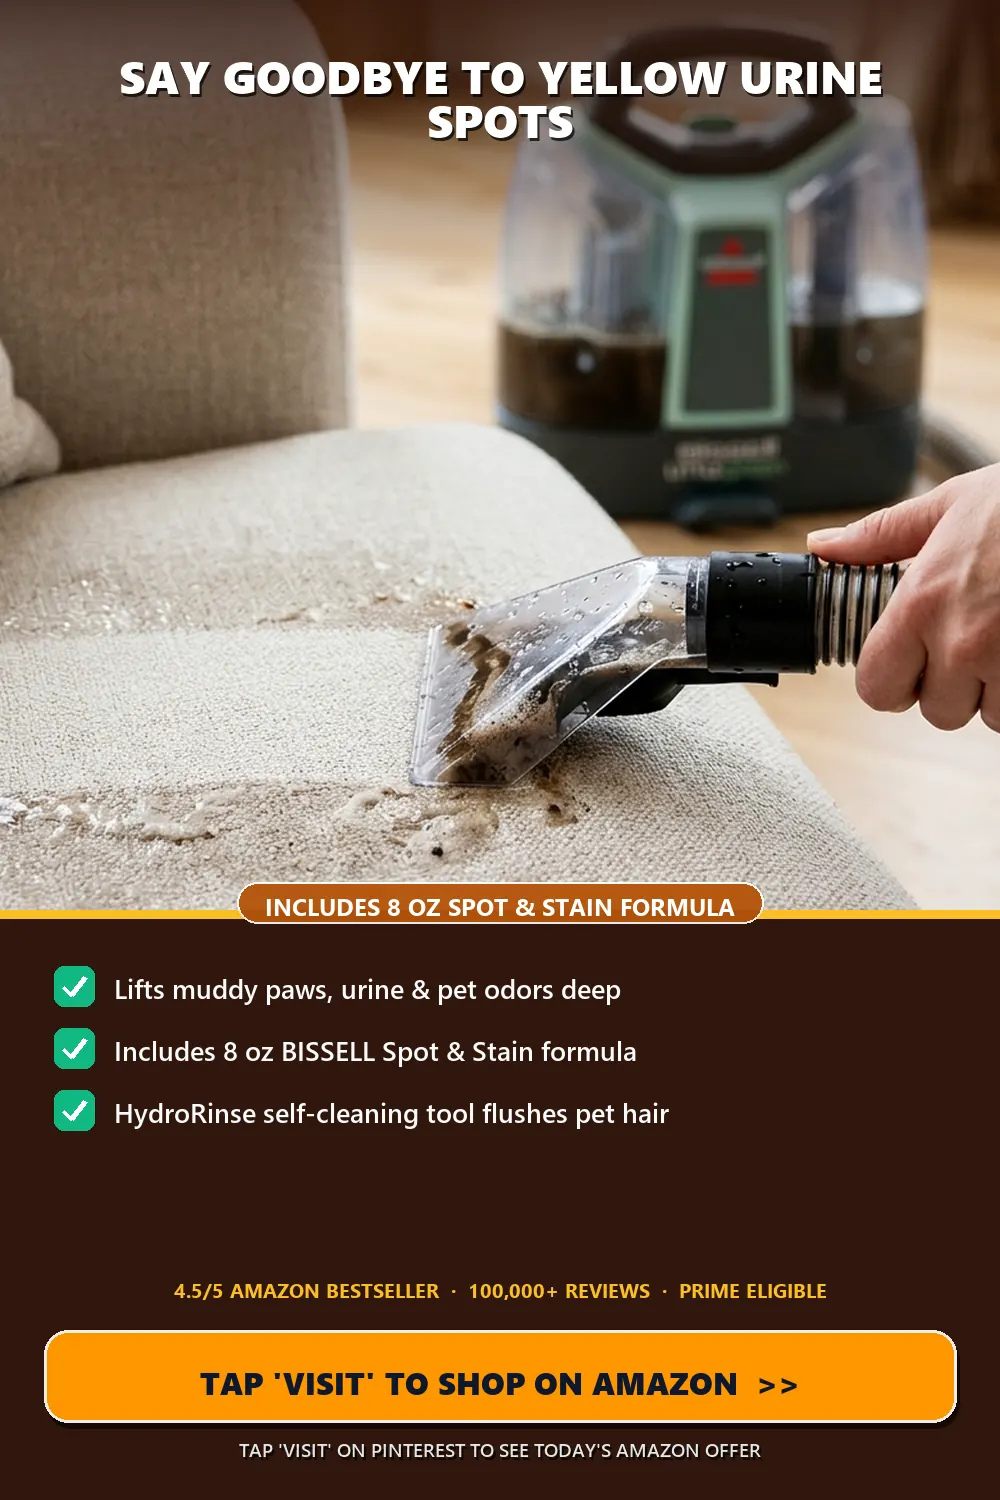 SAY GOODBYE TO YELLOW URINE
SPOTS
BISSELL
little green
INCLUDES 8 OZ SPOT & STAIN FORMULA
Lifts muddy paws, urine & pet odors deep
Includes 8 oz BISSELL Spot & Stain formula
HydroRinse self-cleaning tool flushes pet hair
4.5/5 AMAZON BESTSELLER · 100,000+ REVIEWS · PRIME ELIGIBLE
TAP 'VISIT' TO SHOP ON AMAZON >>
TAP 'VISIT' ON PINTEREST TO SEE TODAY'S AMAZON OFFER